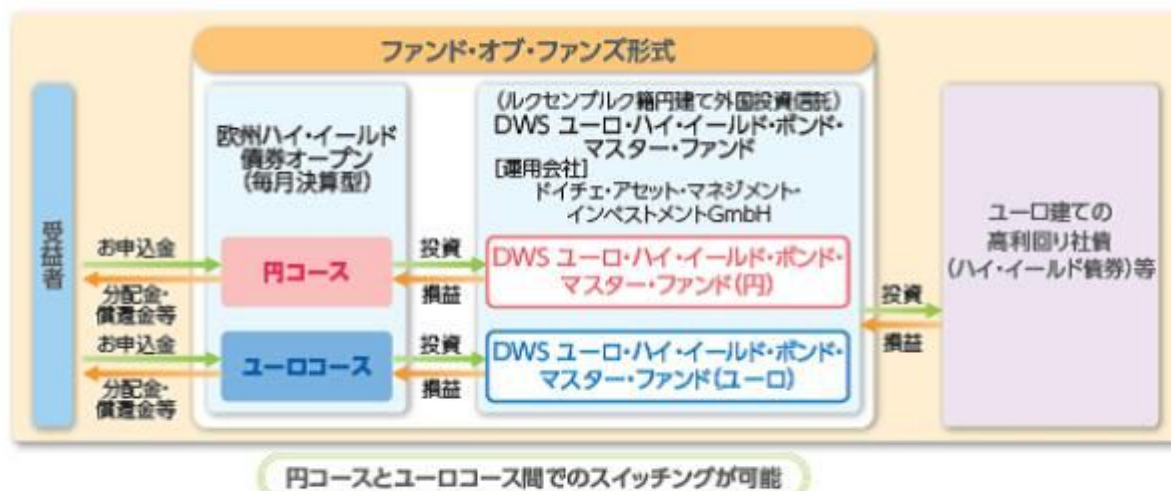 ファンド・オブ・ファンズ形式
受益者
お申込金
分配金・
償還金等
お申込金
分配金・
償還金等
欧州ハイ・イールド
債券オープン
(毎月決算型)
円コース
ユーロコース
投資
損益
投資
損益
(ルクセンブルク籍円建て外国投資信託)
DWS ユーロ・ハイ・イールド・ボンド・
マスター・ファンド
[運用会社]
ドイチェ・アセット・マネジメント・
インベストメントGmbH
DWS ユーロ・ハイ・イールド・ボンド・
マスター・ファンド(円)
DWS ユーロ・ハイ・イールド・ボンド・
マスター・ファンド(ユーロ)
投資
損益
ユーロ建ての
高利回り社債
(ハイ・イールド債券)等
円コースとユーロコース間でのスイッチングが可能